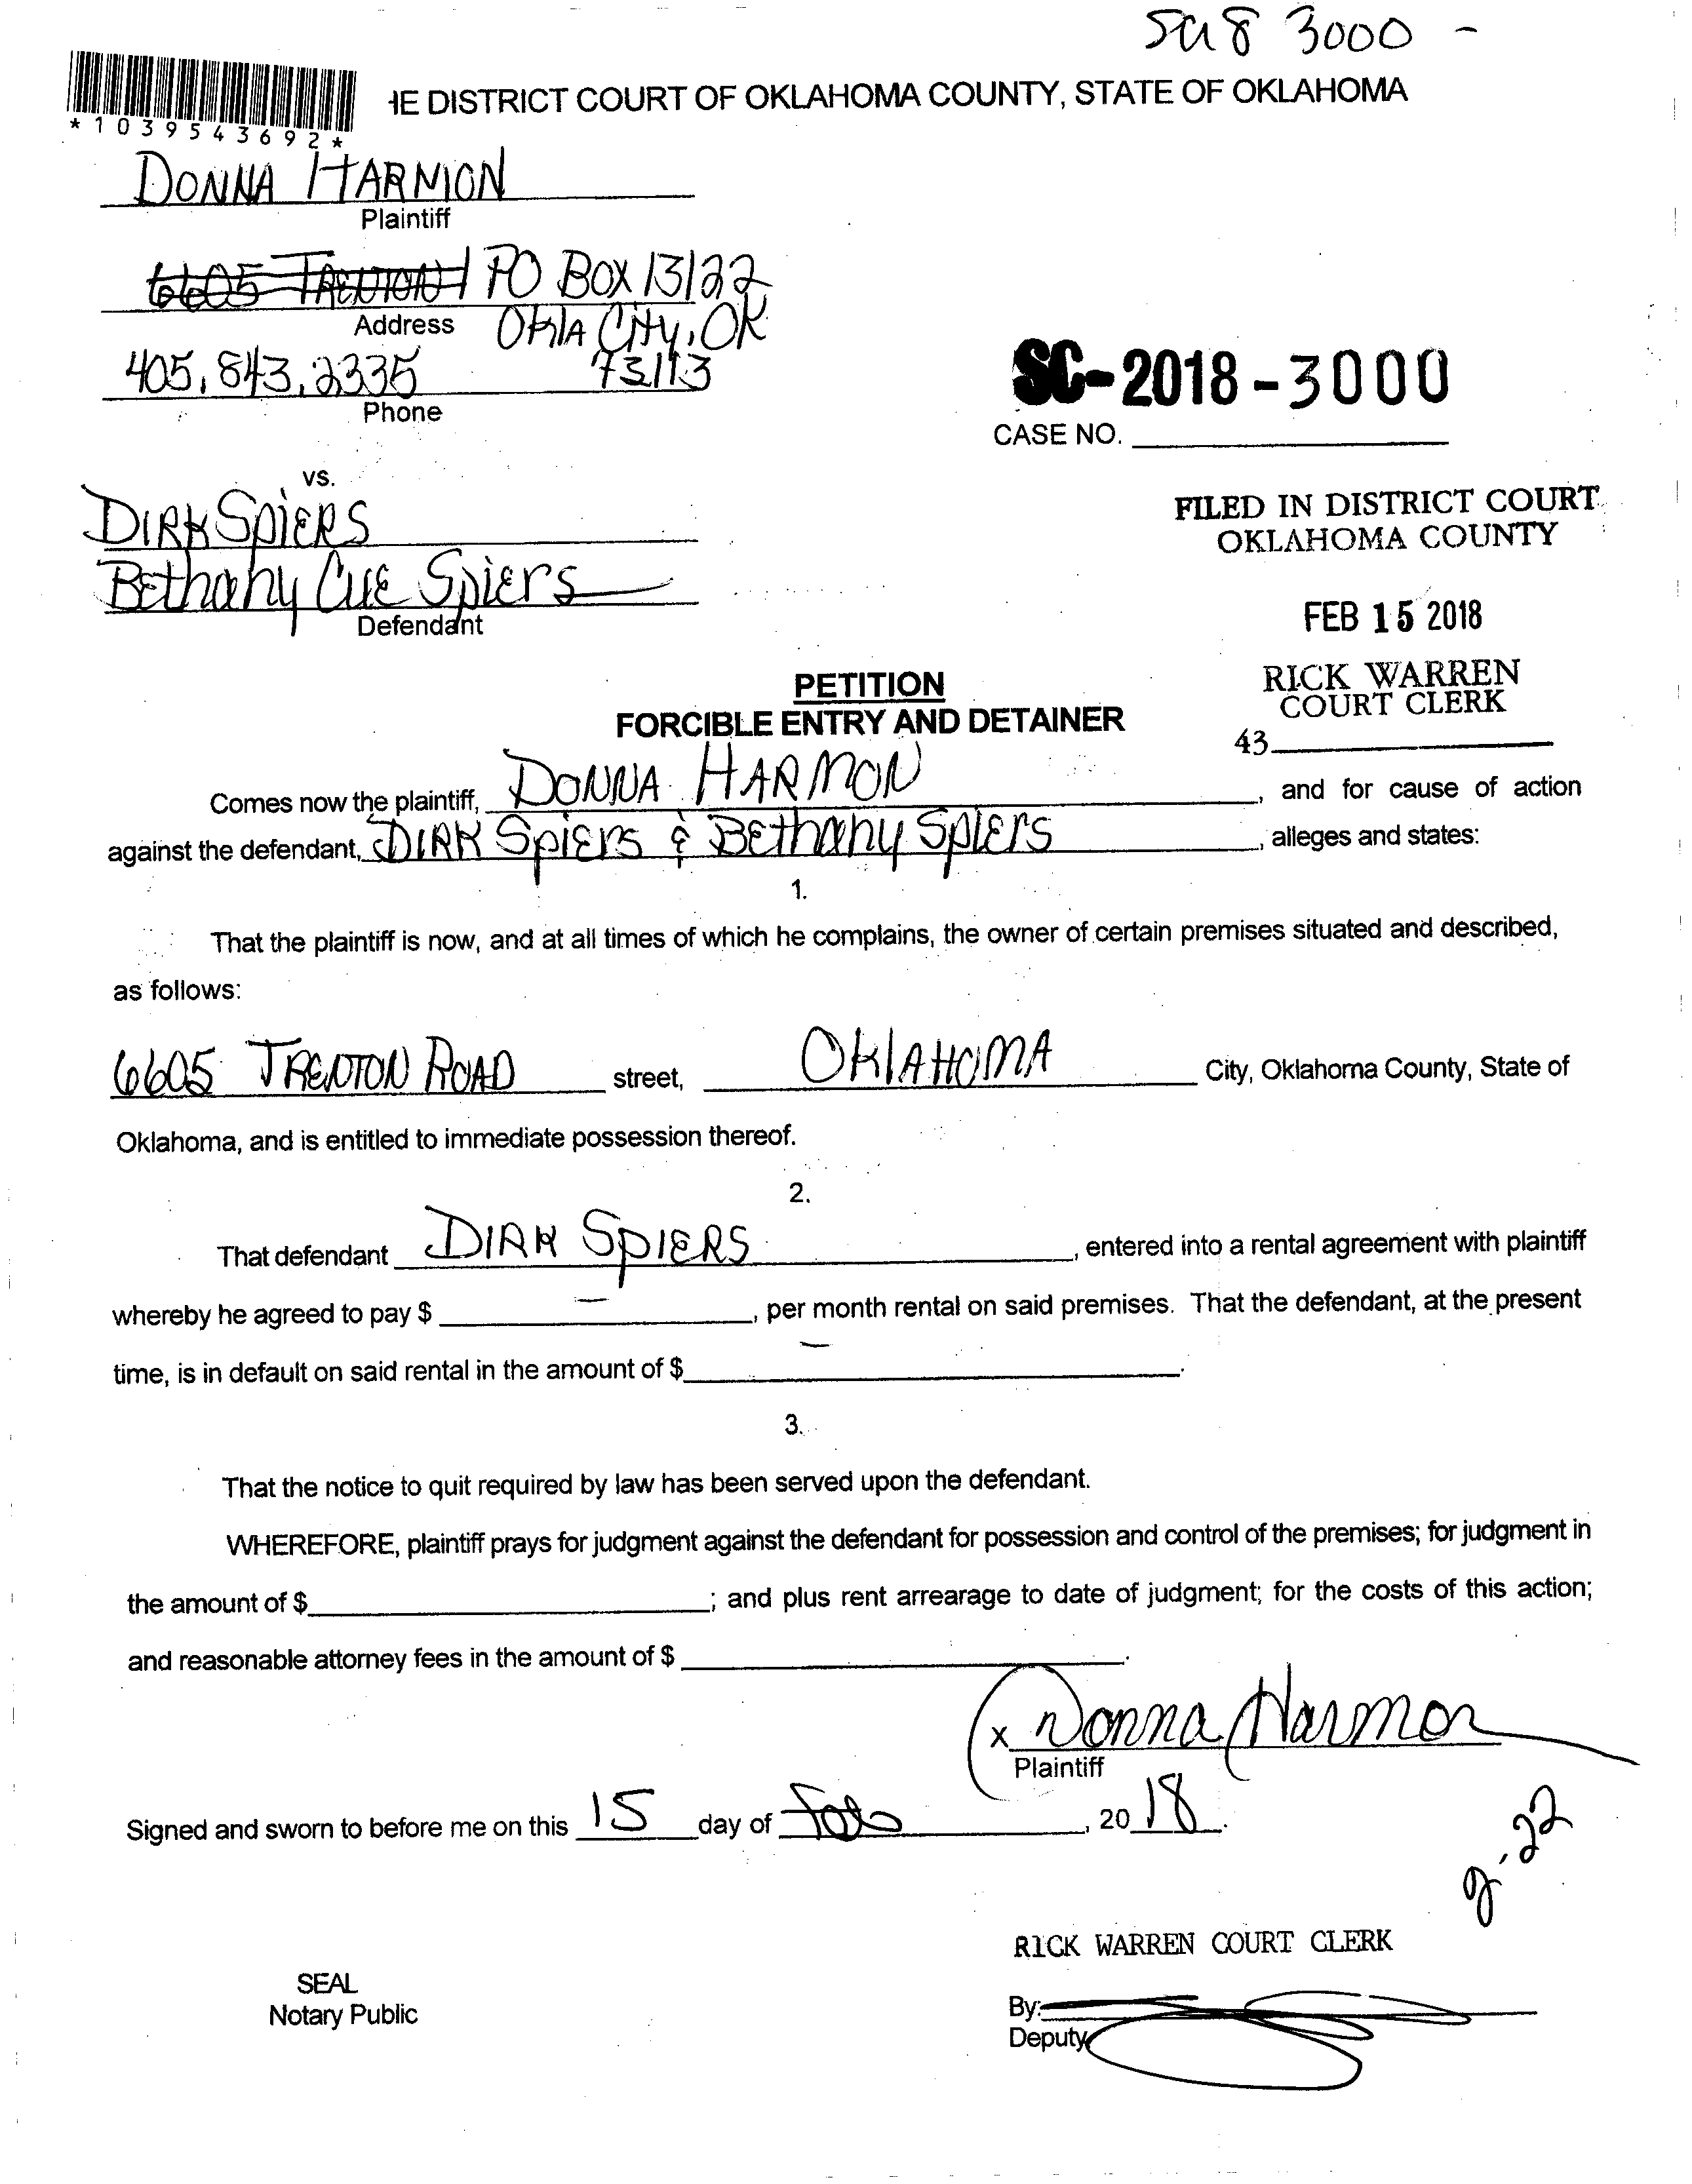 SC18 3000 -
*1039543692*
HE DISTRICT COURT OF OKLAHOMA COUNTY, STATE OF OKLAHOMA
DONNA HARMON
Plaintiff
6605 TRENTON PO BOX 13122
Address OKlA City, OK
405.843.2335 73113
Phone
SC-2018-3000
CASE NO.
vs.
DIRK SPIERS
Bethany Cue Spiers
Defendant
FILED IN DISTRICT COURT
OKLAHOMA COUNTY
FEB 15 2018
RICK WARREN
COURT CLERK
43
PETITION
FORCIBLE ENTRY AND DETAINER
Comes now the plaintiff, DONNA HARMON, and for cause of action
against the defendant, DIRK Spiers & Bethany Spiers, alleges and states:
1.
That the plaintiff is now, and at all times of which he complains, the owner of certain premises situated and described,
as follows:
6605 TRENTON ROAD street, OKLAHOMA City, Oklahoma County, State of
Oklahoma, and is entitled to immediate possession thereof.
2.
That defendant DIRK SPIERS, entered into a rental agreement with plaintiff
whereby he agreed to pay $ —, per month rental on said premises. That the defendant, at the present
time, is in default on said rental in the amount of $ —.
3.
That the notice to quit required by law has been served upon the defendant.
WHEREFORE, plaintiff prays for judgment against the defendant for possession and control of the premises; for judgment in
the amount of $; and plus rent arrearage to date of judgment; for the costs of this action;
and reasonable attorney fees in the amount of $.
x Donna Harmon
Plaintiff
Signed and sworn to before me on this 15 day of Feb, 2018.
2-22
RICK WARREN COURT CLERK
SEAL
Notary Public
By:
Deputy